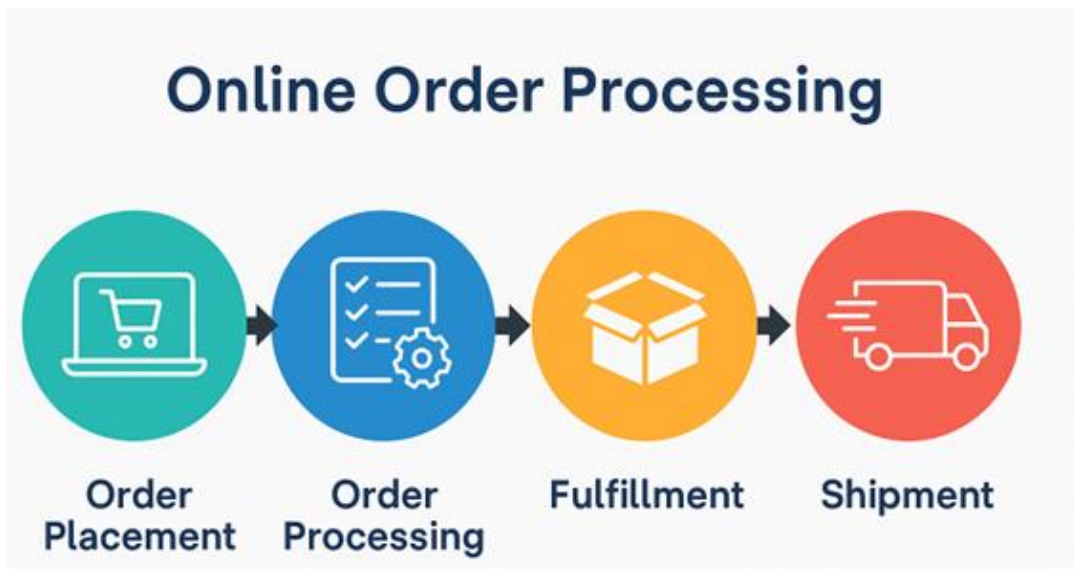 Online Order Processing
Order
Placement
Order
Processing
Fulfillment
Shipment